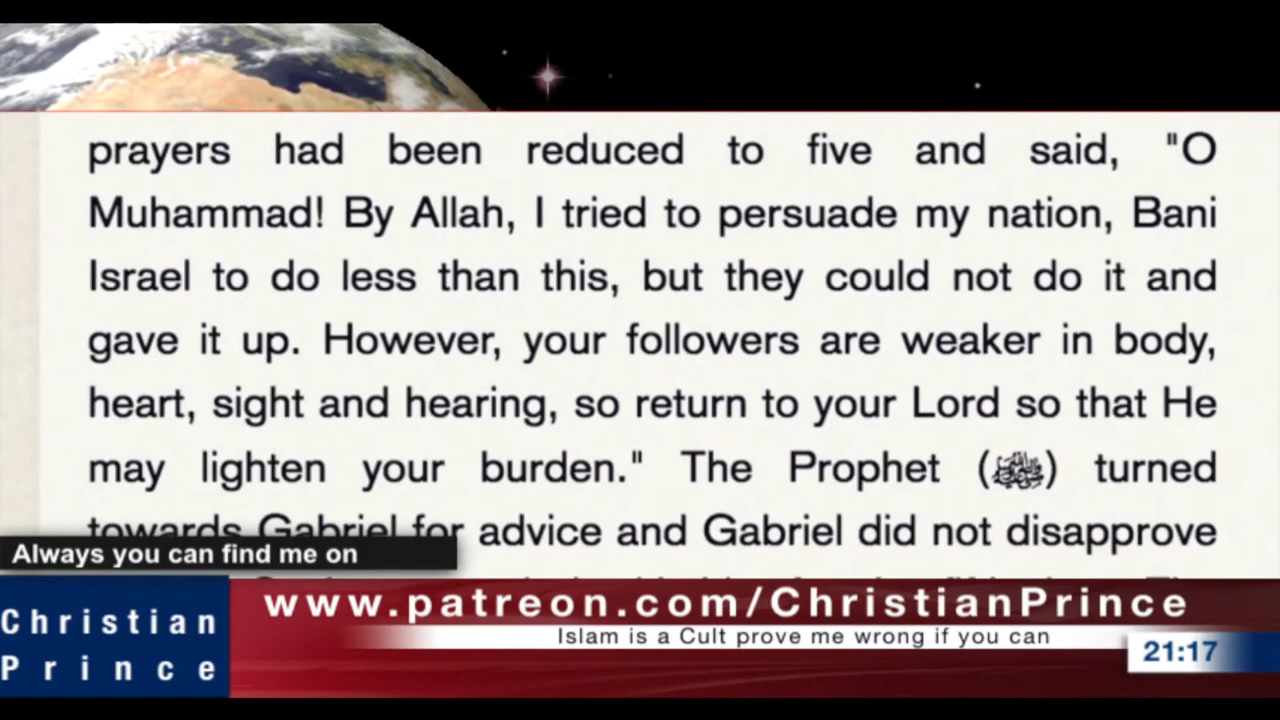 prayers had been reduced to five and said, "O
Muhammad! By Allah, I tried to persuade my nation, Bani
Israel to do less than this, but they could not do it and
gave it up. However, your followers are weaker in body,
heart, sight and hearing, so return to your Lord so that He
may lighten your burden." The Prophet (ﷺ) turned
towards Gabriel for advice and Gabriel did not disapprove
Always you can find me on
www.patreon.com/ChristianPrince
Christian
Prince
Islam is a Cult prove me wrong if you can
21:17